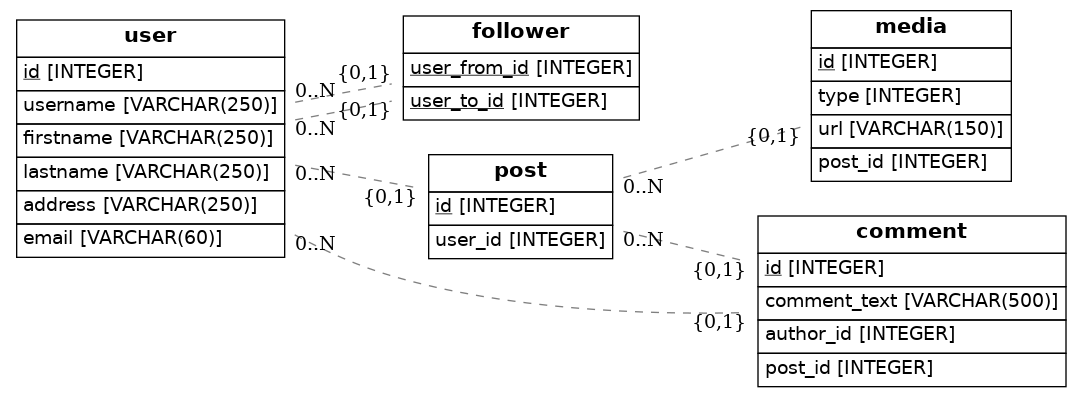 user
id [INTEGER]
username [VARCHAR(250)]
firstname [VARCHAR(250)]
lastname [VARCHAR(250)]
address [VARCHAR(250)]
email [VARCHAR(60)]
0..N
0..N
0..N
0..N
{0,1}
{0,1}
{0,1}
follower
user_from_id [INTEGER]
user_to_id [INTEGER]
post
id [INTEGER]
user_id [INTEGER]
0..N
0..N
{0,1}
{0,1}
{0,1}
media
id [INTEGER]
type [INTEGER]
url [VARCHAR(150)]
post_id [INTEGER]
comment
id [INTEGER]
comment_text [VARCHAR(500)]
author_id [INTEGER]
post_id [INTEGER]